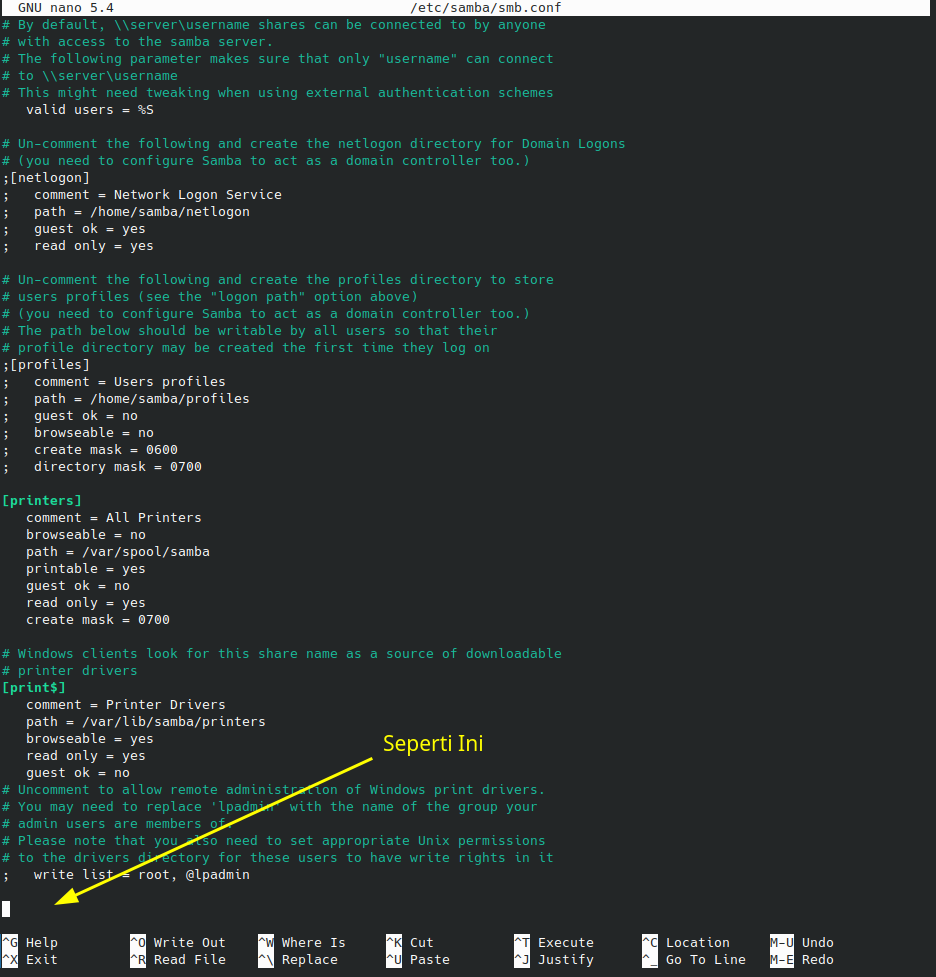 GNU nano 5.4 /etc/samba/smb.conf
# By default, \\server\username shares can be connected to by anyone
# with access to the samba server.
# The following parameter makes sure that only "username" can connect
# to \\server\username
# This might need tweaking when using external authentication schemes
   valid users = %S

# Un-comment the following and create the netlogon directory for Domain Logons
# (you need to configure Samba to act as a domain controller too.)
;[netlogon]
;   comment = Network Logon Service
;   path = /home/samba/netlogon
;   guest ok = yes
;   read only = yes

# Un-comment the following and create the profiles directory to store
# users profiles (see the "logon path" option above)
# (you need to configure Samba to act as a domain controller too.)
# The path below should be writable by all users so that their
# profile directory may be created the first time they log on
;[profiles]
;   comment = Users profiles
;   path = /home/samba/profiles
;   guest ok = no
;   browseable = no
;   create mask = 0600
;   directory mask = 0700

[printers]
   comment = All Printers
   browseable = no
   path = /var/spool/samba
   printable = yes
   guest ok = no
   read only = yes
   create mask = 0700

# Windows clients look for this share name as a source of downloadable
# printer drivers
[print$]
   comment = Printer Drivers
   path = /var/lib/samba/printers
   browseable = yes
   read only = yes
Seperti Ini
   guest ok = no
# Uncomment to allow remote administration of Windows print drivers.
# You may need to replace 'lpadmin' with the name of the group your
# admin users are members of.
# Please note that you also need to set appropriate Unix permissions
# to the drivers directory for these users to have write rights in it
;   write list = root, @lpadmin

^G Help ^O Write Out ^W Where Is ^K Cut ^T Execute ^C Location M-U Undo
^X Exit ^R Read File ^\ Replace ^U Paste ^J Justify ^_ Go To Line M-E Redo